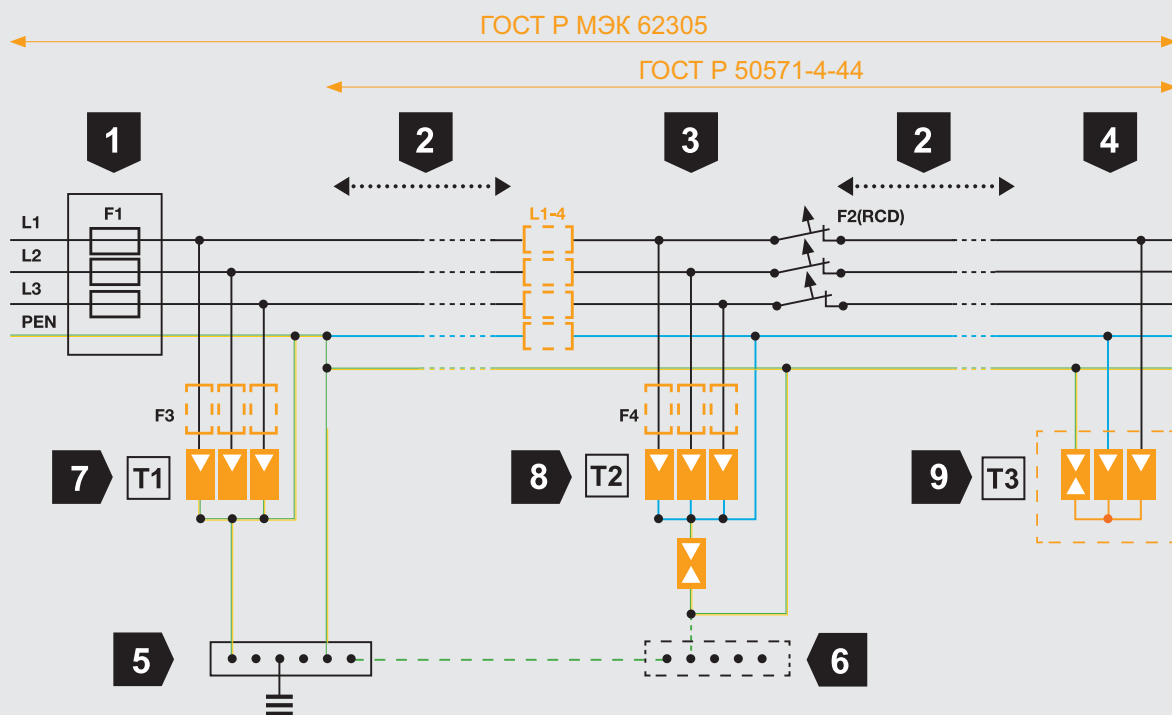 ГОСТ Р МЭК 62305
ГОСТ Р 50571-4-44
1 2 3 2 4
F1 L1-4 F2(RCD)
L1
L2
L3
PEN
F3 F4
7 T1 8 T2 9 T3
5 6